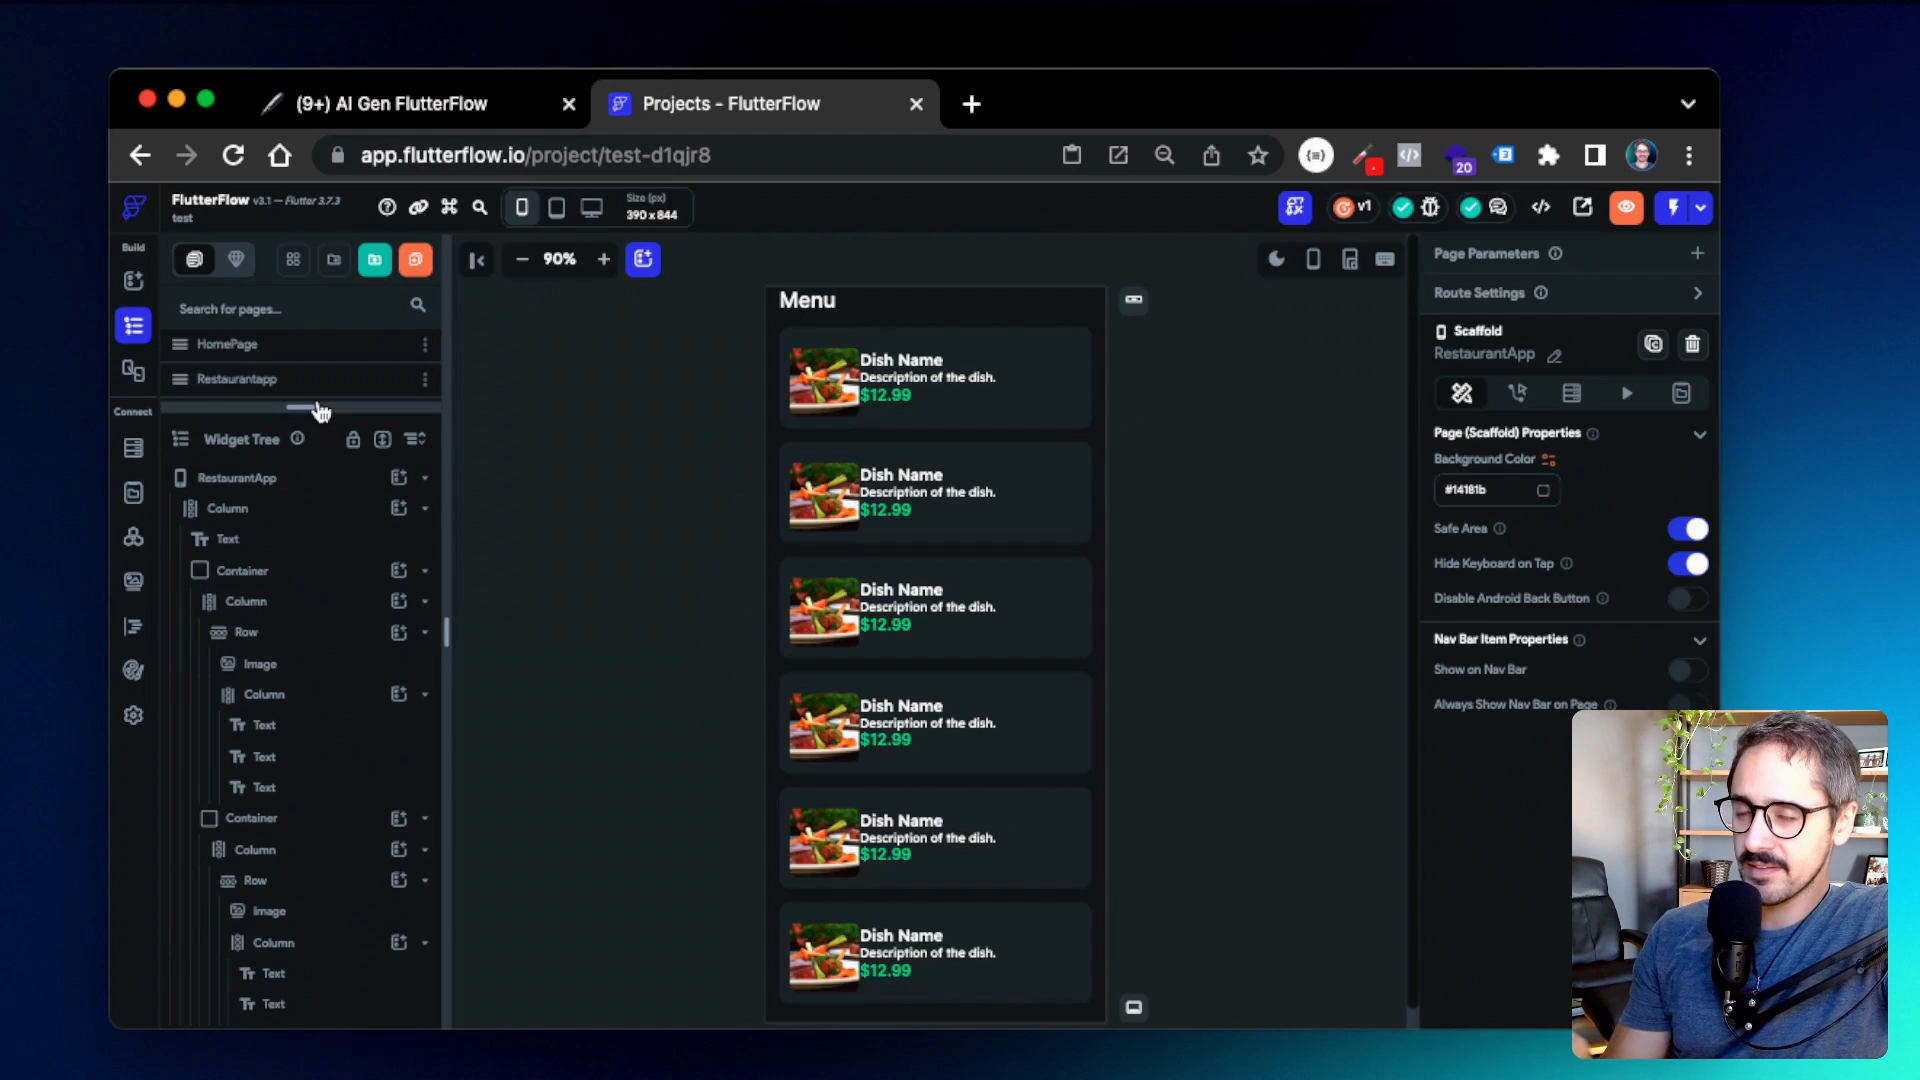 (9+) AI Gen FlutterFlow
Projects - FlutterFlow
app.flutterflow.io/project/test-d1qjr8
20
FlutterFlow v3.1 — Flutter 3.7.3
test
Size (px)
390 x 844
v1
Build
90%
Search for pages...
HomePage
Restaurantapp
Connect
Widget Tree
RestaurantApp
Column
Text
Container
Column
Row
Image
Column
Text
Text
Text
Container
Column
Row
Image
Column
Text
Text
Menu
Dish Name
Description of the dish.
$12.99
Dish Name
Description of the dish.
$12.99
Dish Name
Description of the dish.
$12.99
Dish Name
Description of the dish.
$12.99
Dish Name
Description of the dish.
$12.99
Dish Name
Description of the dish.
$12.99
Page Parameters
Route Settings
Scaffold
RestaurantApp
Page (Scaffold) Properties
Background Color
#14181b
Safe Area
Hide Keyboard on Tap
Disable Android Back Button
Nav Bar Item Properties
Show on Nav Bar
Always Show Nav Bar on Page